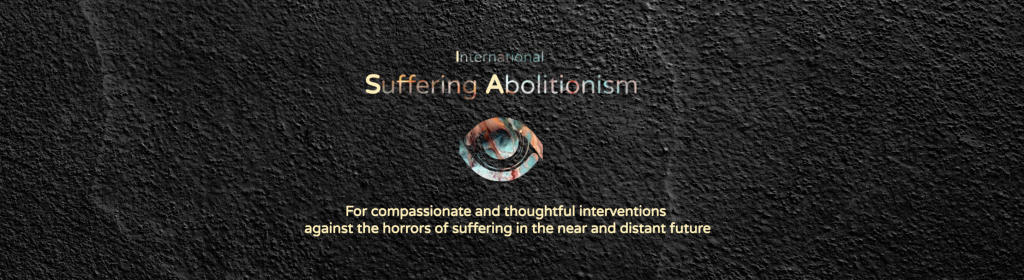 International
Suffering Abolitionism
For compassionate and thoughtful interventions
against the horrors of suffering in the near and distant future